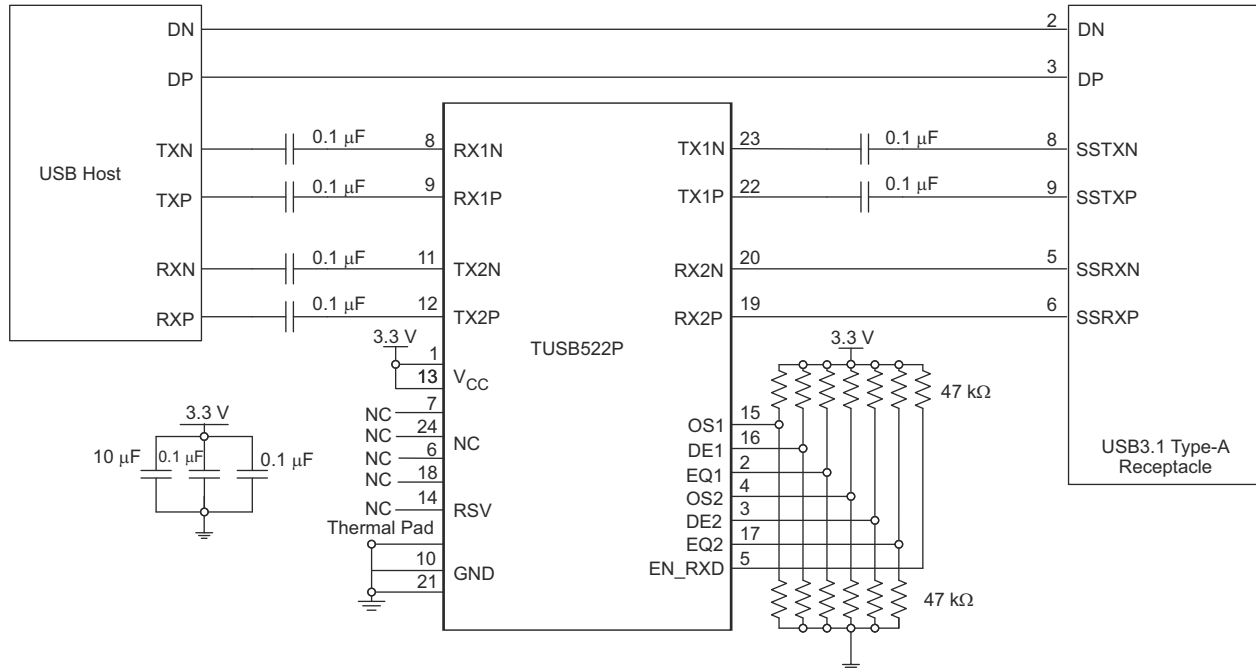 DN
2
DN
DP
3
DP
USB Host
TXN
0.1 μF
8
RX1N
TX1N
23
0.1 μF
8
SSTXN
TXP
0.1 μF
9
RX1P
TX1P
22
0.1 μF
9
SSTXP
RXN
0.1 μF
11
TX2N
RX2N
20
5
SSRXN
RXP
0.1 μF
12
TX2P
RX2P
19
6
SSRXP
TUSB522P
3.3 V
1
13
VCC
NC
7
NC
24
NC
NC
6
NC
18
NC
14
RSV
Thermal Pad
10
GND
21
3.3 V
10 μF
0.1 μF
0.1 μF
3.3 V
47 kΩ
OS1
15
DE1
16
EQ1
2
OS2
4
DE2
3
EQ2
17
EN_RXD
5
47 kΩ
USB3.1 Type-A
Receptacle